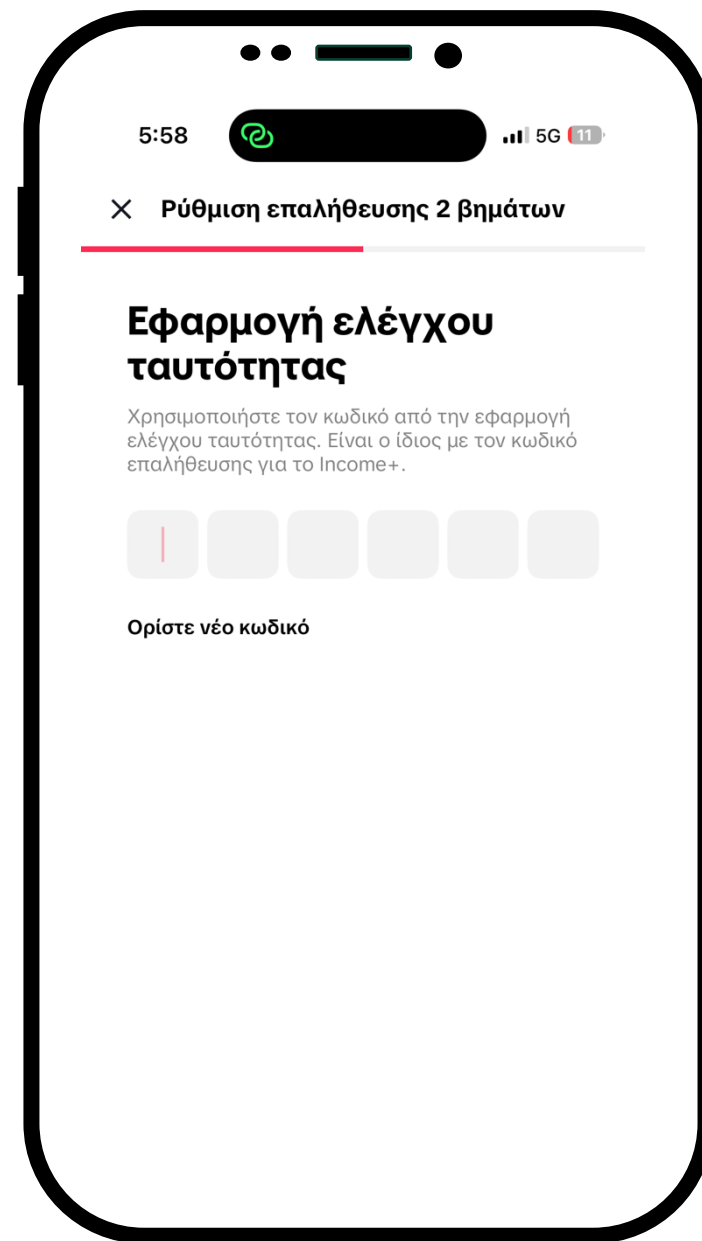 5:58 5G 11
Ρύθμιση επαλήθευσης 2 βημάτων
Εφαρμογή ελέγχου
ταυτότητας
Χρησιμοποιήστε τον κωδικό από την εφαρμογή
ελέγχου ταυτότητας. Είναι ο ίδιος με τον κωδικό
επαλήθευσης για το Income+.
Ορίστε νέο κωδικό